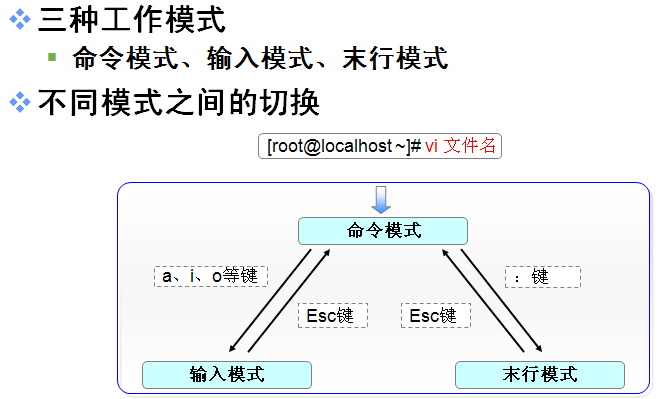 三种工作模式
命令模式、输入模式、末行模式
不同模式之间的切换
[root@localhost ~]# vi 文件名
命令模式
a、i、o等键
：键
Esc键
Esc键
输入模式
末行模式